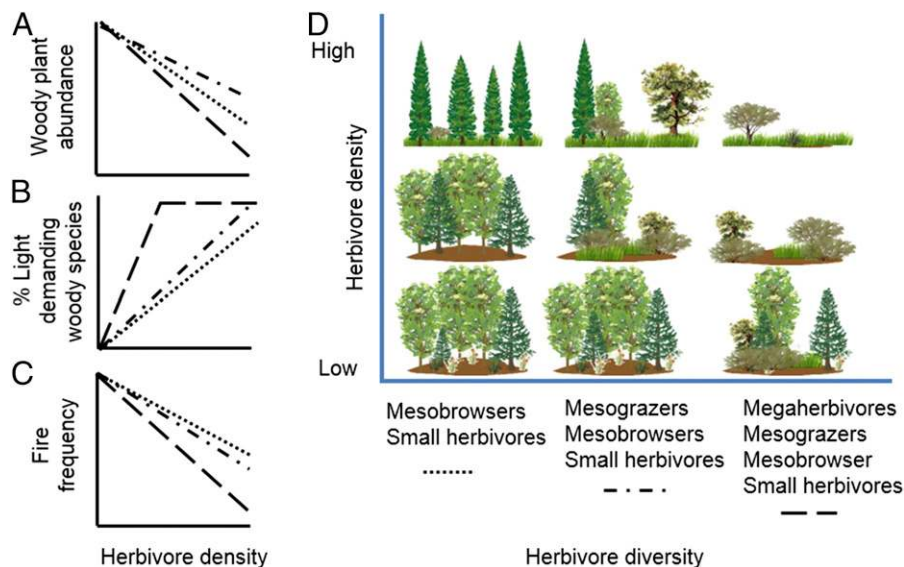 A
Woody plant
abundance
B
% Light
demanding
woody species
C
Fire
frequency
Herbivore density
D
High
Herbivore density
Low
Mesobrowsers
Small herbivores
Mesograzers
Mesobrowsers
Small herbivores
Megaherbivores
Mesograzers
Mesobrowser
Small herbivores
Herbivore diversity